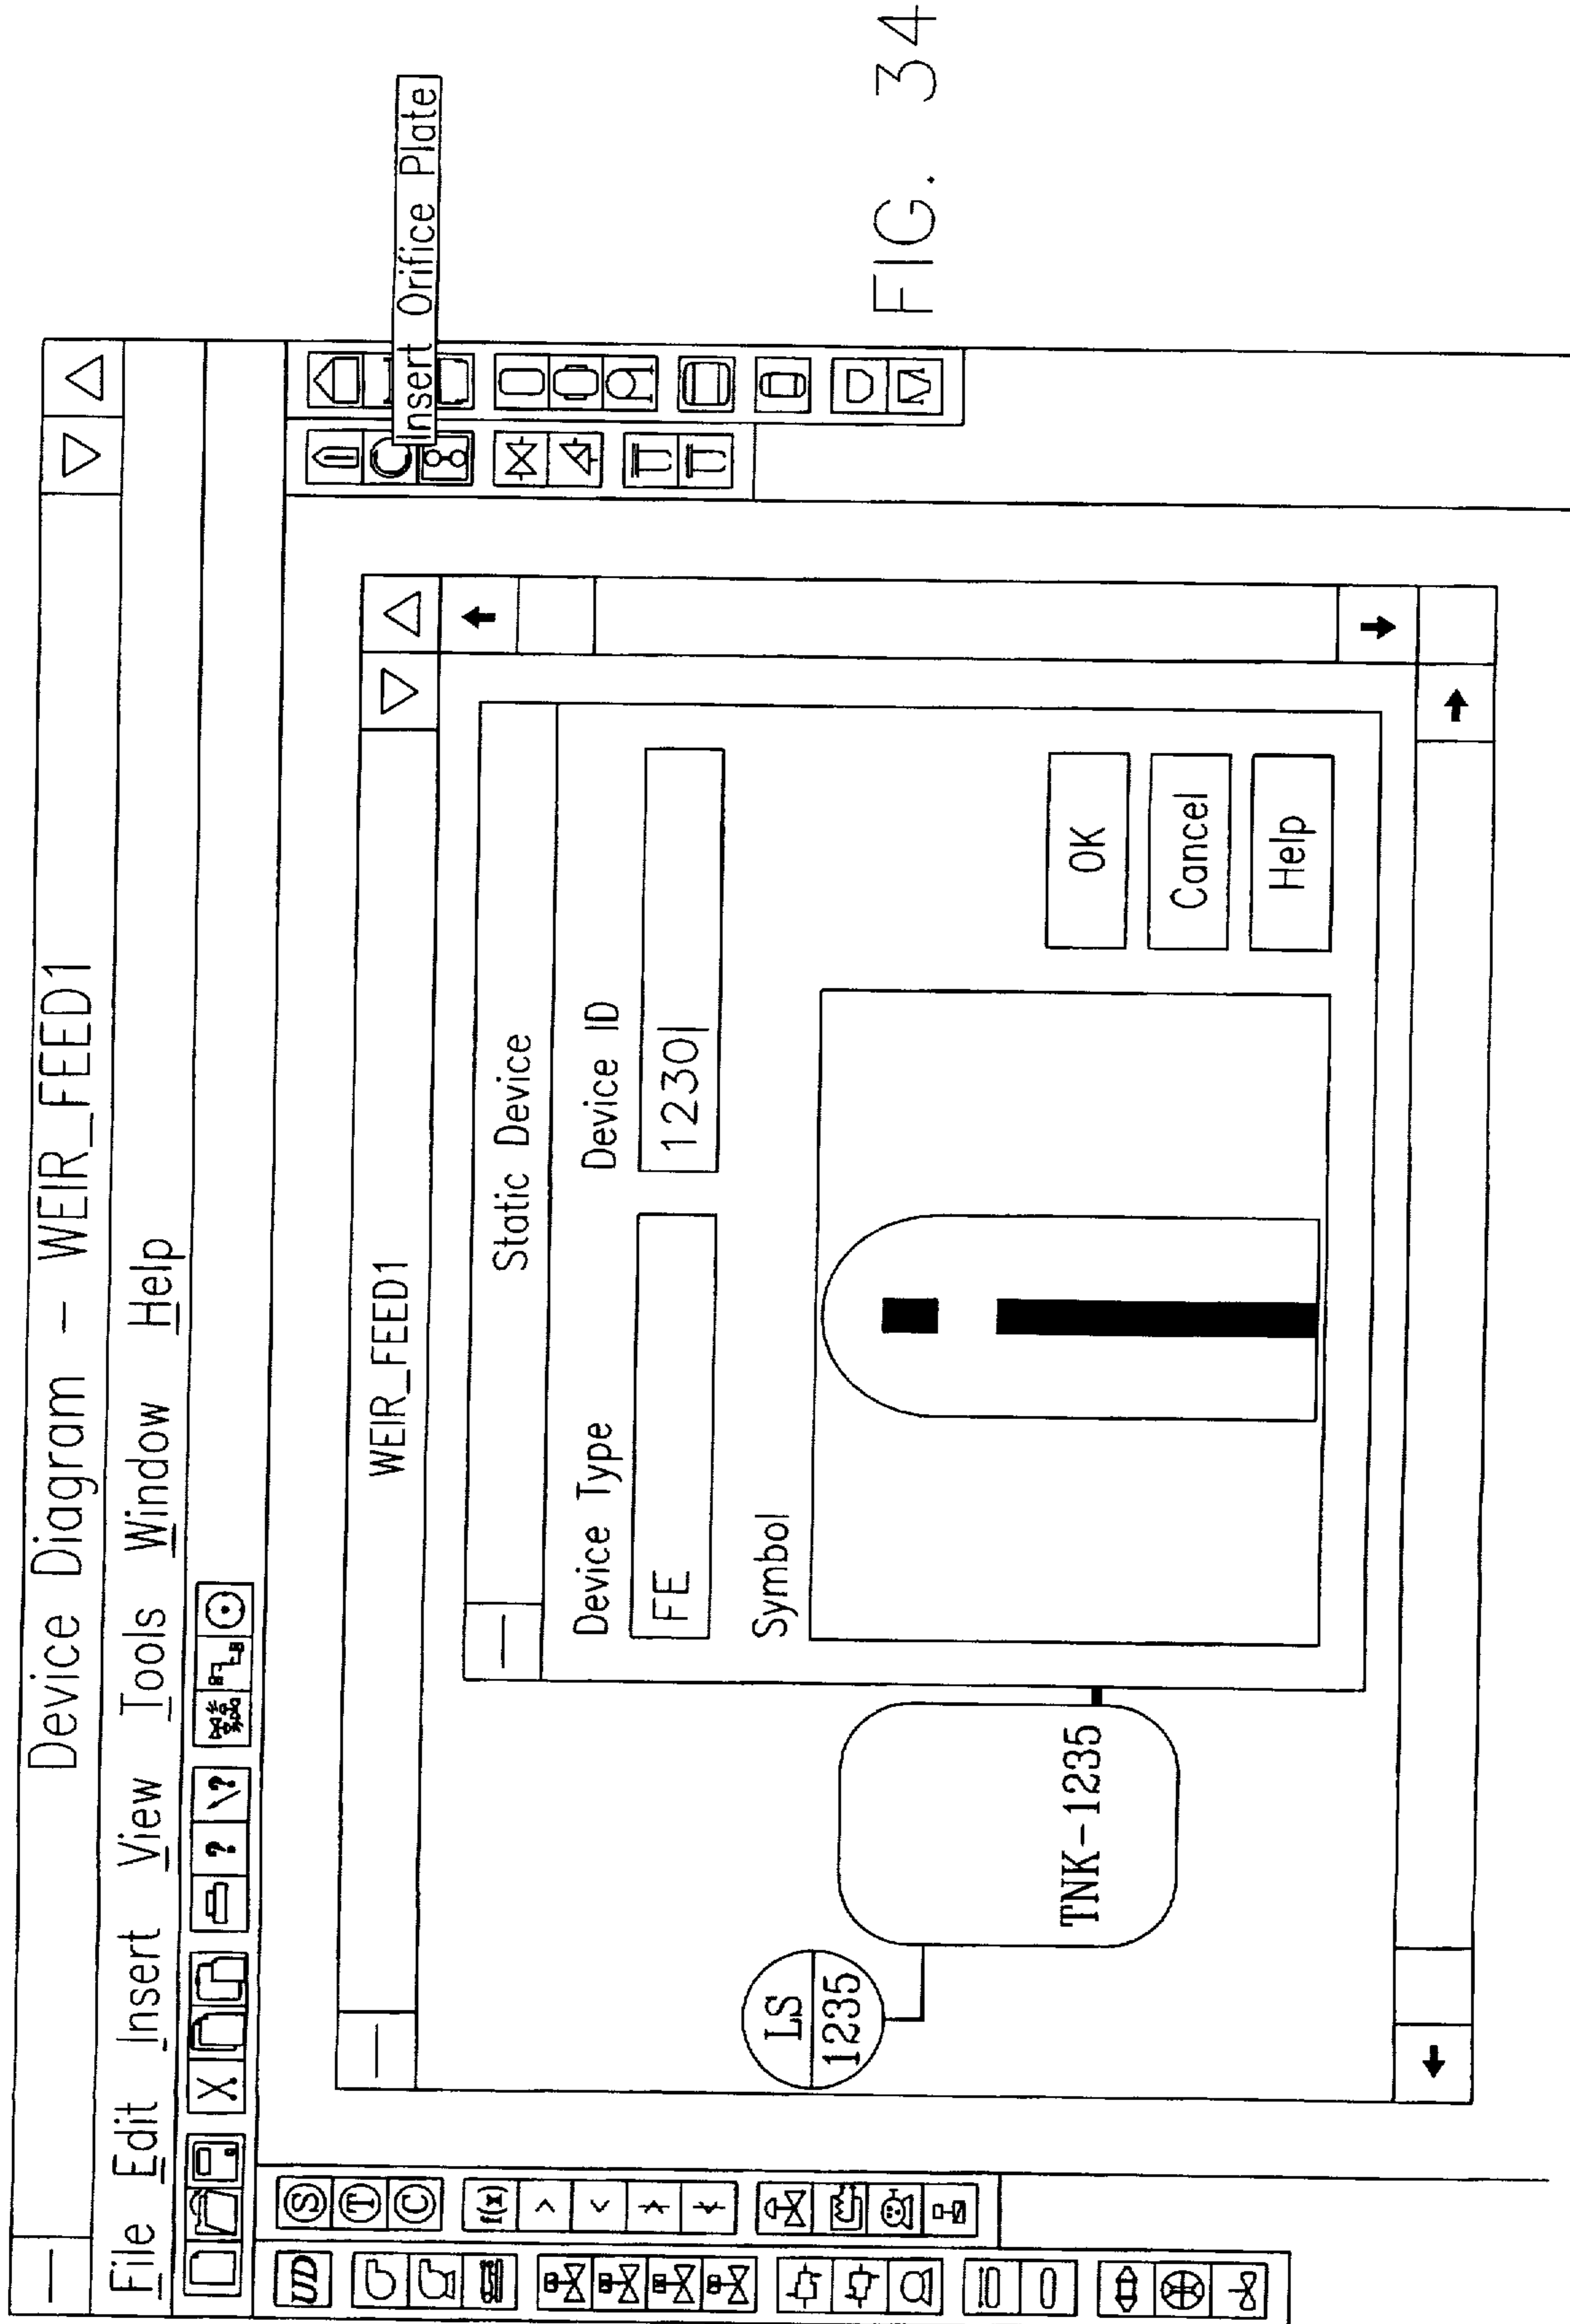 Device Diagram - WEIR_FEED1
File Edit Insert View Tools Window Help
? ?
UD
S
T
C
f(x)
>
<
Insert Orifice Plate
WEIR_FEED1
LS
1235
TNK-1235
Static Device
Device Type Device ID
FE 1230
Symbol
OK
Cancel
Help
FIG. 34